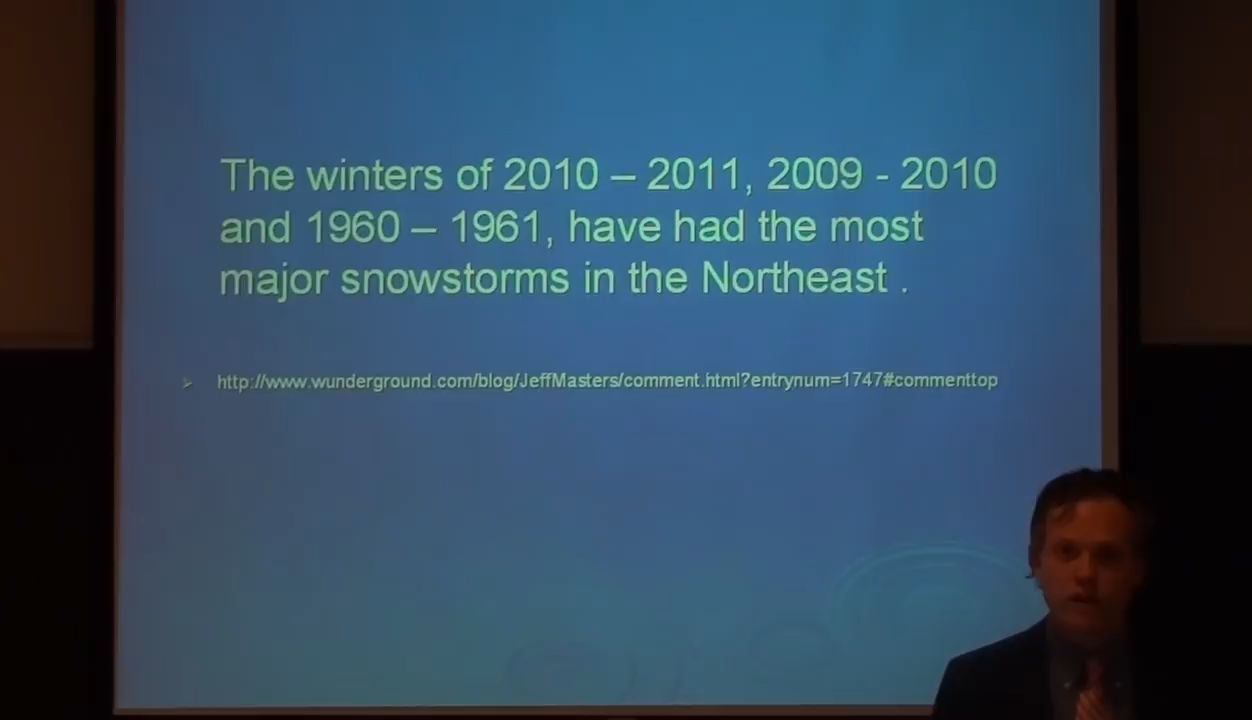 The winters of 2010 – 2011, 2009 - 2010
and 1960 – 1961, have had the most
major snowstorms in the Northeast .
http://www.wunderground.com/blog/JeffMasters/comment.html?entrynum=1747#commenttop